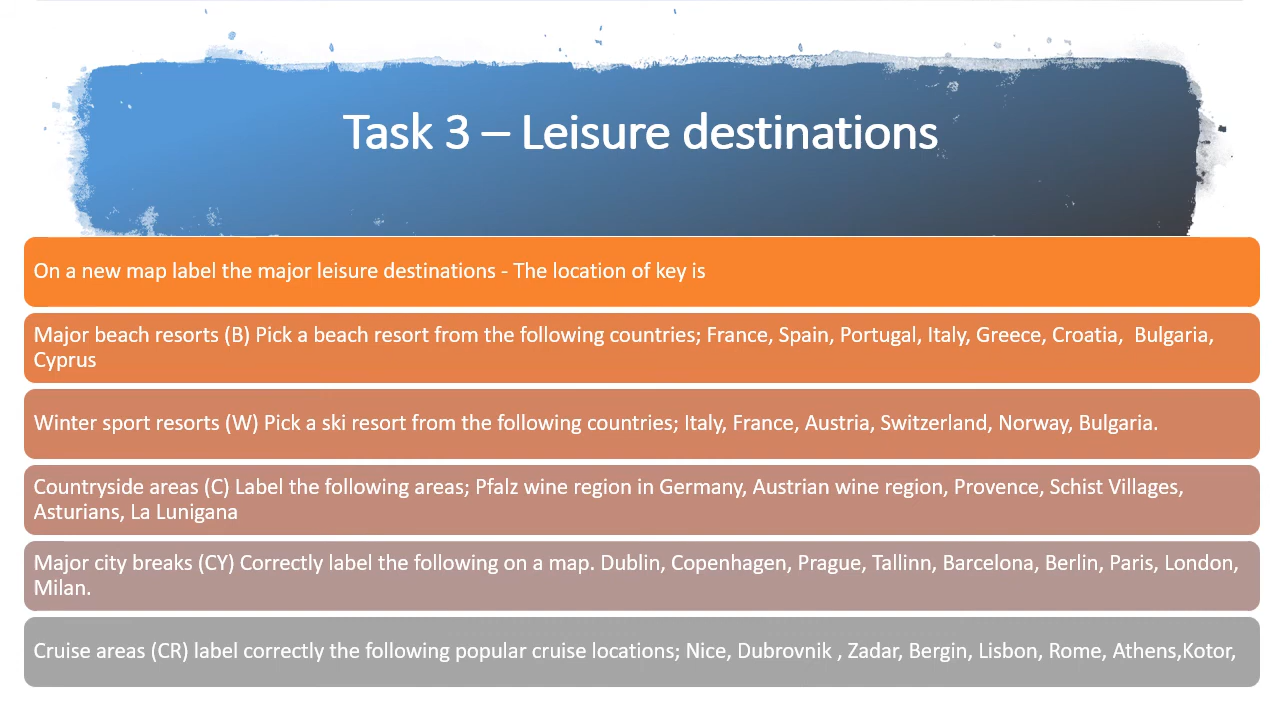 Task 3 – Leisure destinations
On a new map label the major leisure destinations - The location of key is
Major beach resorts (B) Pick a beach resort from the following countries; France, Spain, Portugal, Italy, Greece, Croatia,  Bulgaria,
Cyprus
Winter sport resorts (W) Pick a ski resort from the following countries; Italy, France, Austria, Switzerland, Norway, Bulgaria.
Countryside areas (C) Label the following areas; Pfalz wine region in Germany, Austrian wine region, Provence, Schist Villages,
Asturians, La Lunigana
Major city breaks (CY) Correctly label the following on a map. Dublin, Copenhagen, Prague, Tallinn, Barcelona, Berlin, Paris, London,
Milan.
Cruise areas (CR) label correctly the following popular cruise locations; Nice, Dubrovnik , Zadar, Bergin, Lisbon, Rome, Athens,Kotor,